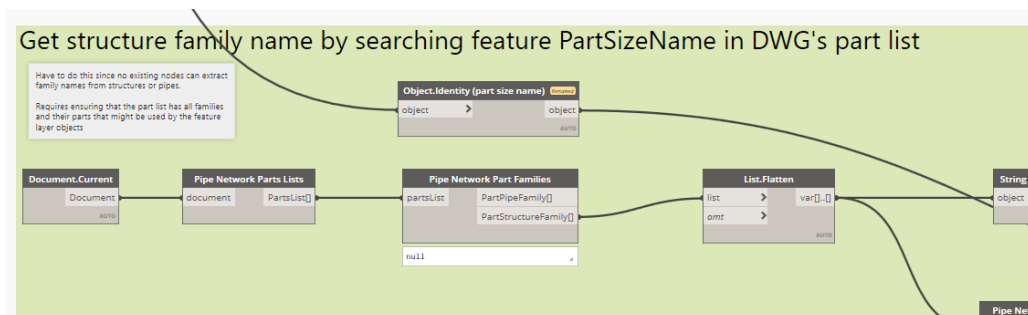 Get structure family name by searching feature PartSizeName in DWG's part list
Have to do this since no existing nodes can extract
family names from structures or pipes.
Requires ensuring that the part list has all families
and their parts that might be used by the feature
layer objects
Object.Identity (part size name) Renamed
object > object
AUTO
Document.Current
Document
AUTO
Pipe Network Parts Lists
document PartsList[]
Pipe Network Part Families
partsList PartPipeFamily[]
PartStructureFamily[]
null
List.Flatten
list > var[]..[]
amt >
AUTO
String
object
Pipe Ne